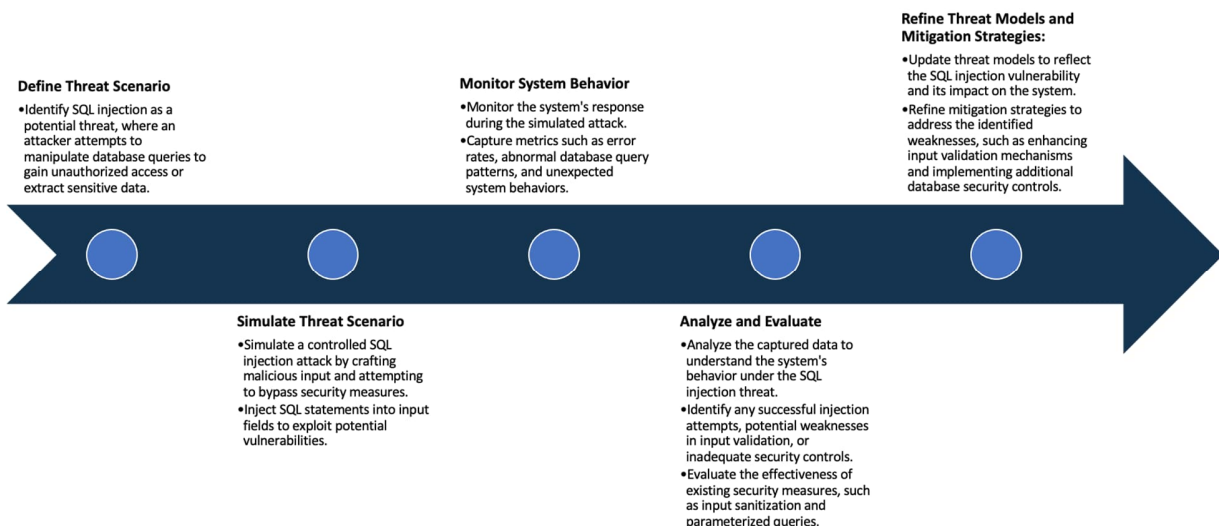 Define Threat Scenario
•Identify SQL injection as a
potential threat, where an
attacker attempts to
manipulate database queries to
gain unauthorized access or
extract sensitive data.
Simulate Threat Scenario
•Simulate a controlled SQL
injection attack by crafting
malicious input and attempting
to bypass security measures.
•Inject SQL statements into input
fields to exploit potential
vulnerabilities.
Monitor System Behavior
•Monitor the system's response
during the simulated attack.
•Capture metrics such as error
rates, abnormal database query
patterns, and unexpected
system behaviors.
Analyze and Evaluate
•Analyze the captured data to
understand the system's
behavior under the SQL
injection threat.
•Identify any successful injection
attempts, potential weaknesses
in input validation, or
inadequate security controls.
•Evaluate the effectiveness of
existing security measures, such
as input sanitization and
parameterized queries.
Refine Threat Models and
Mitigation Strategies:
•Update threat models to reflect
the SQL injection vulnerability
and its impact on the system.
•Refine mitigation strategies to
address the identified
weaknesses, such as enhancing
input validation mechanisms
and implementing additional
database security controls.